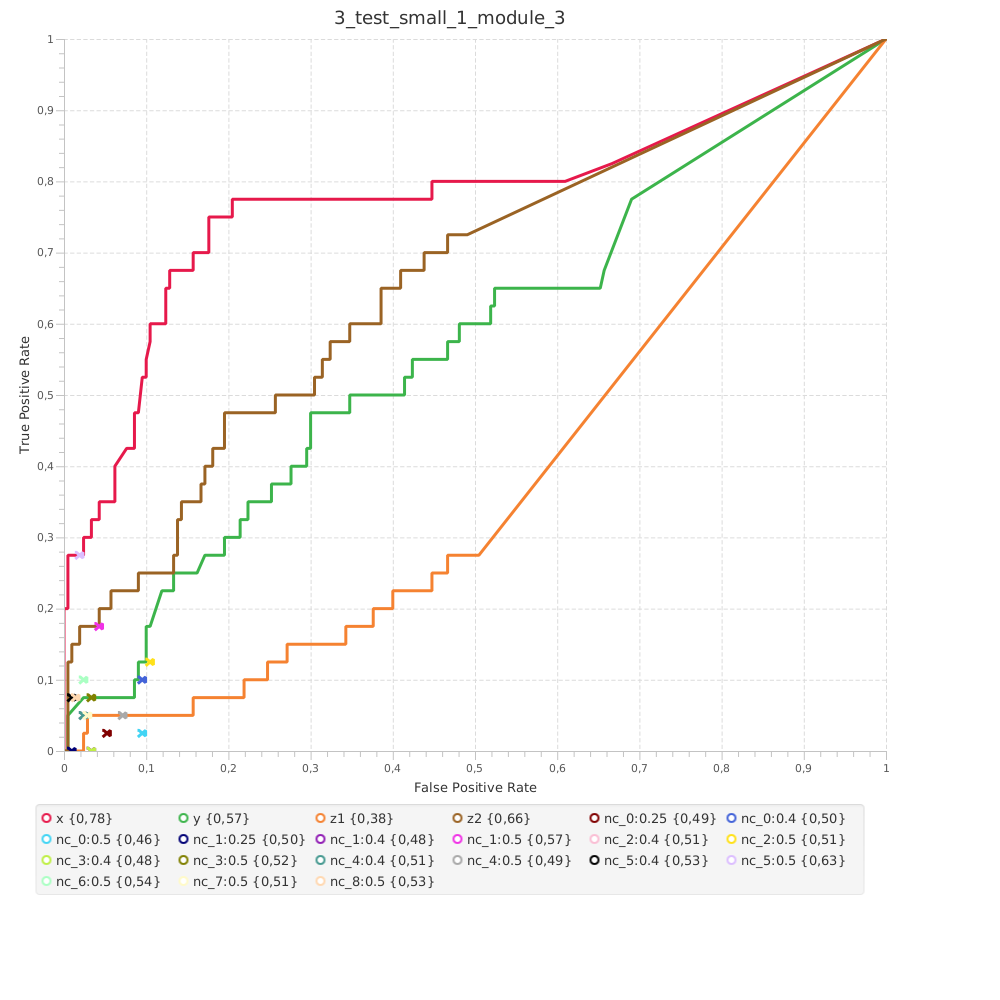 3_test_small_1_module_3
1
0,9
0,8
0,7
0,6
0,5
0,4
0,3
0,2
0,1
0
True Positive Rate
0 0,1 0,2 0,3 0,4 0,5 0,6 0,7 0,8 0,9 1
False Positive Rate
x {0,78} y {0,57} z1 {0,38} z2 {0,66} nc_0:0.25 {0,49} nc_0:0.4 {0,50}
nc_0:0.5 {0,46} nc_1:0.25 {0,50} nc_1:0.4 {0,48} nc_1:0.5 {0,57} nc_2:0.4 {0,51} nc_2:0.5 {0,51}
nc_3:0.4 {0,48} nc_3:0.5 {0,52} nc_4:0.4 {0,51} nc_4:0.5 {0,49} nc_5:0.4 {0,53} nc_5:0.5 {0,63}
nc_6:0.5 {0,54} nc_7:0.5 {0,51} nc_8:0.5 {0,53}